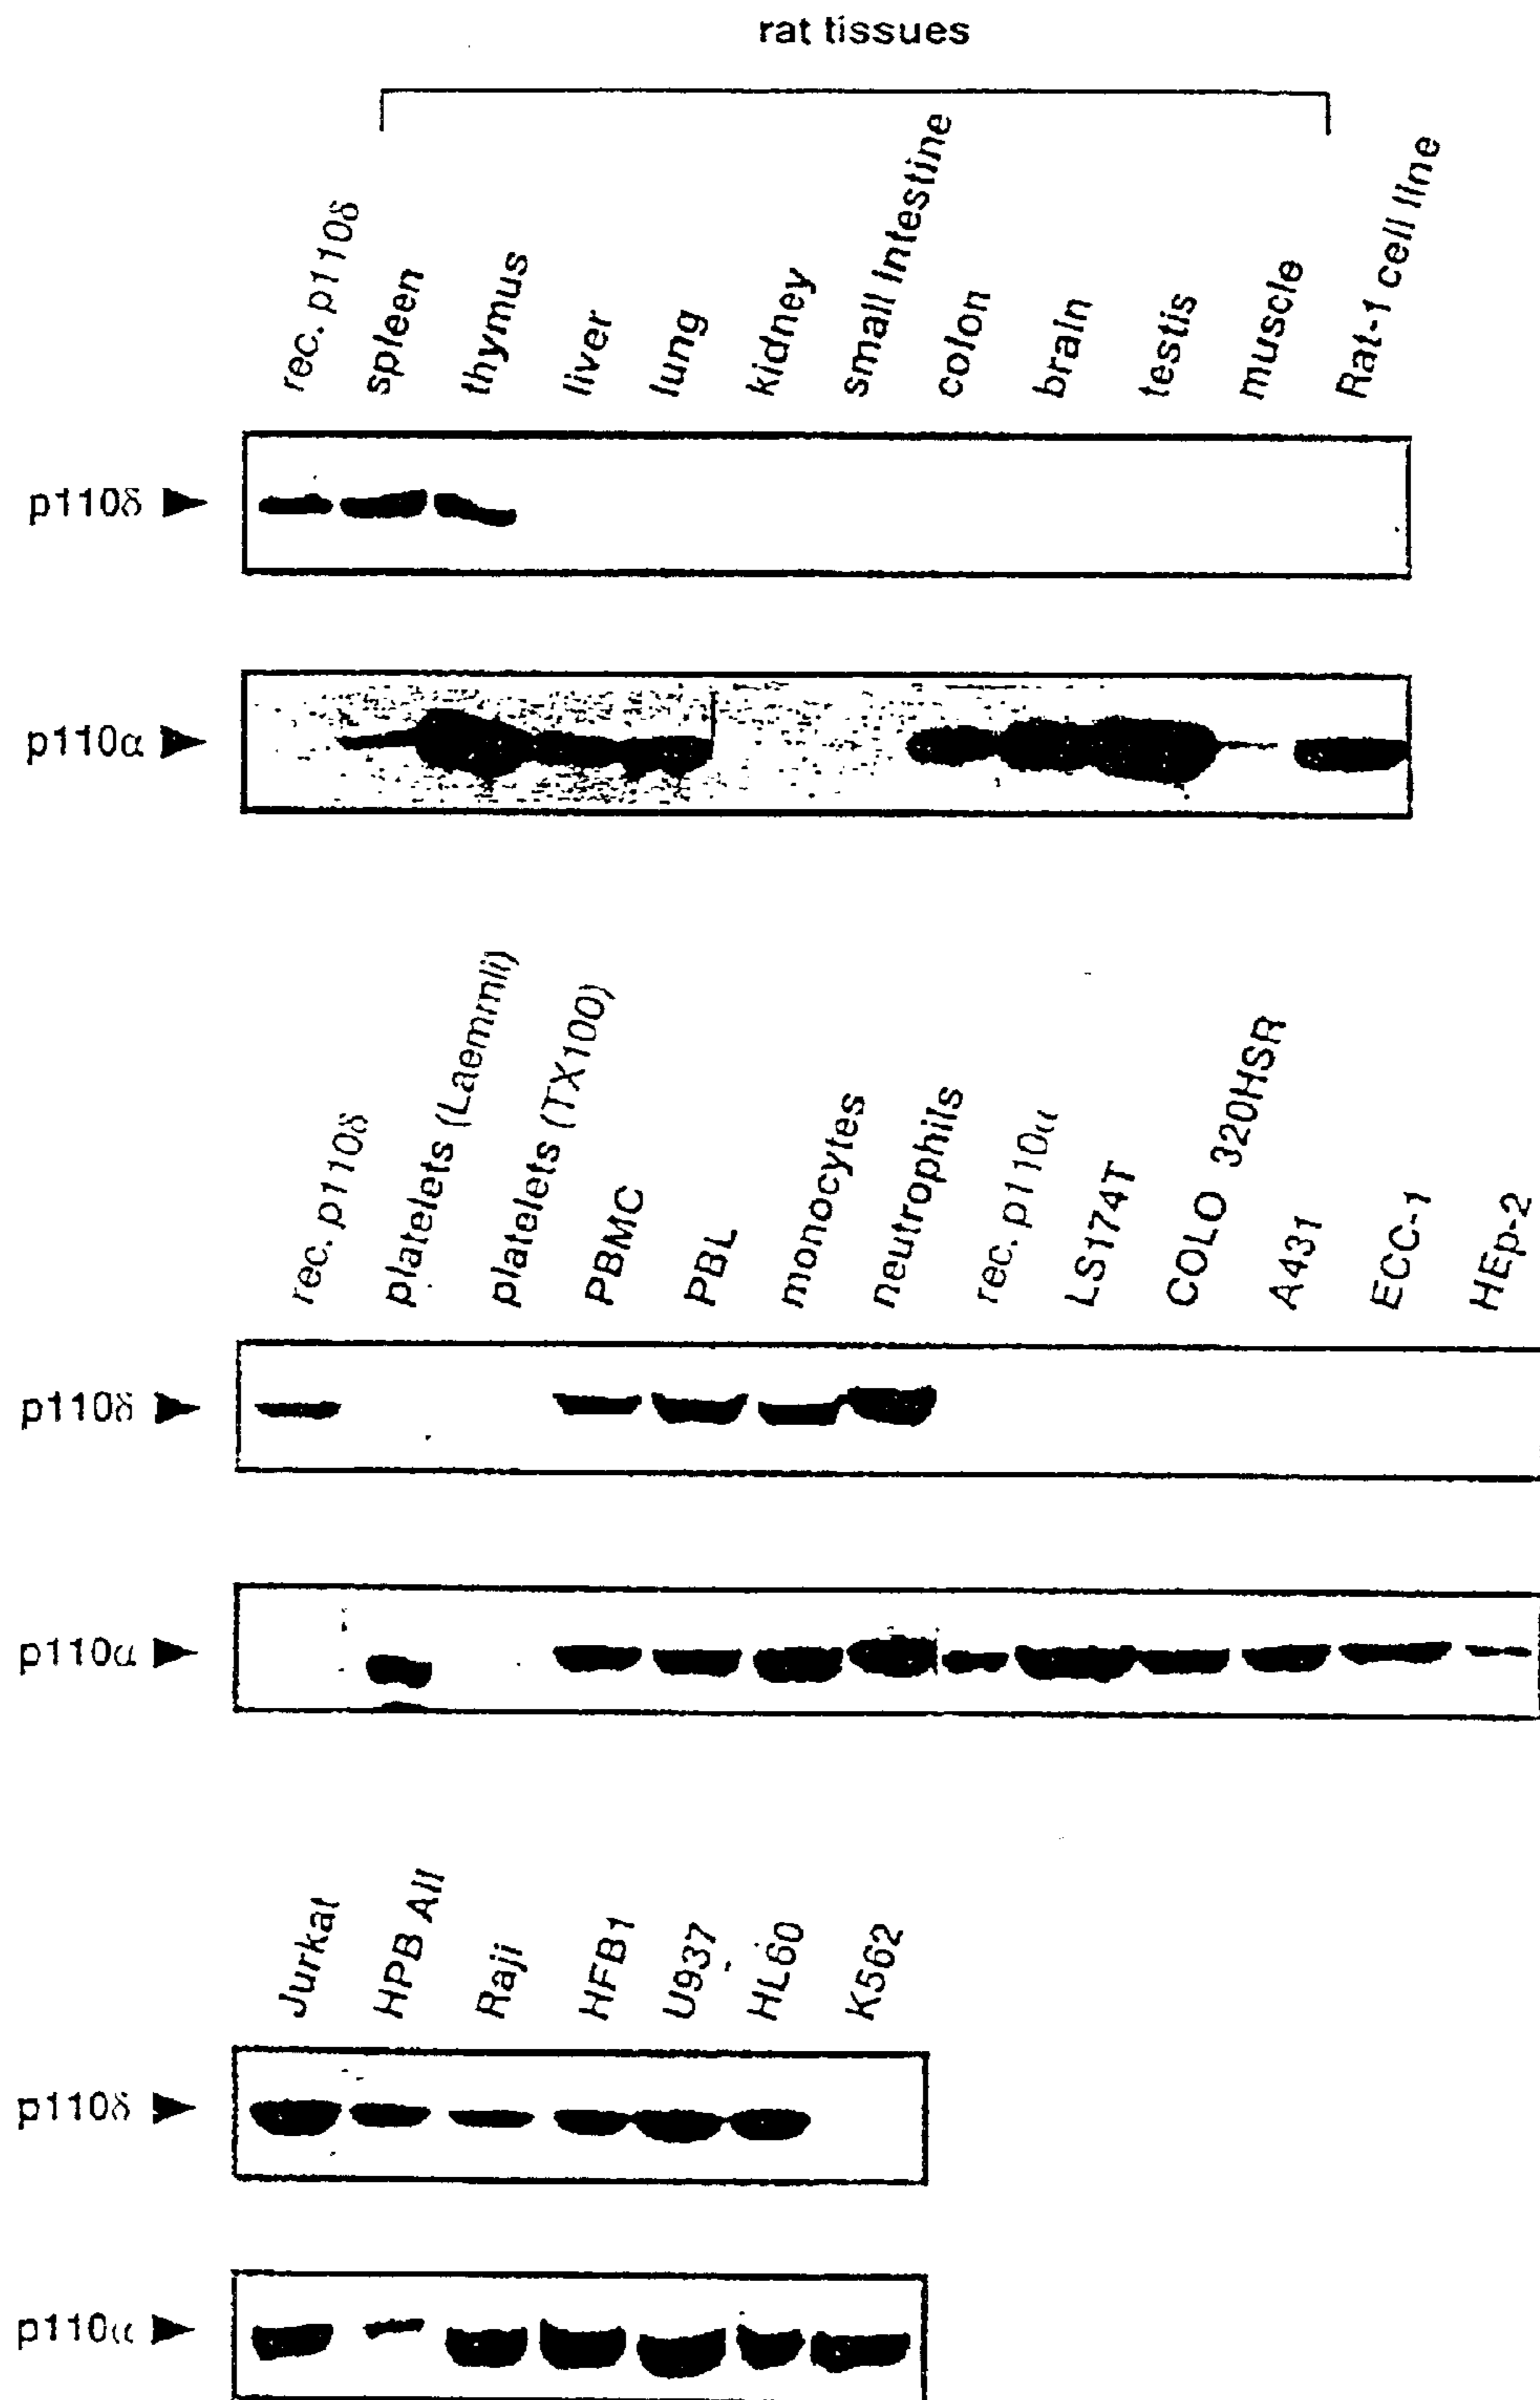 rat tissues
rec. p110δ
spleen
thymus
liver
lung
kidney
small intestine
colon
brain
testis
muscle
Rat-1 cell line
p110δ
p110α
rec. p110δ
platelets (Laemmli)
platelets (TX100)
PBMC
PBL
monocytes
neutrophils
rec. p110α
LS174T
COLO 320HSR
A431
ECC-1
HEp-2
p110δ
p110α
Jurkat
HPB All
Raji
HFB1
U937
HL60
K562
p110δ
p110α